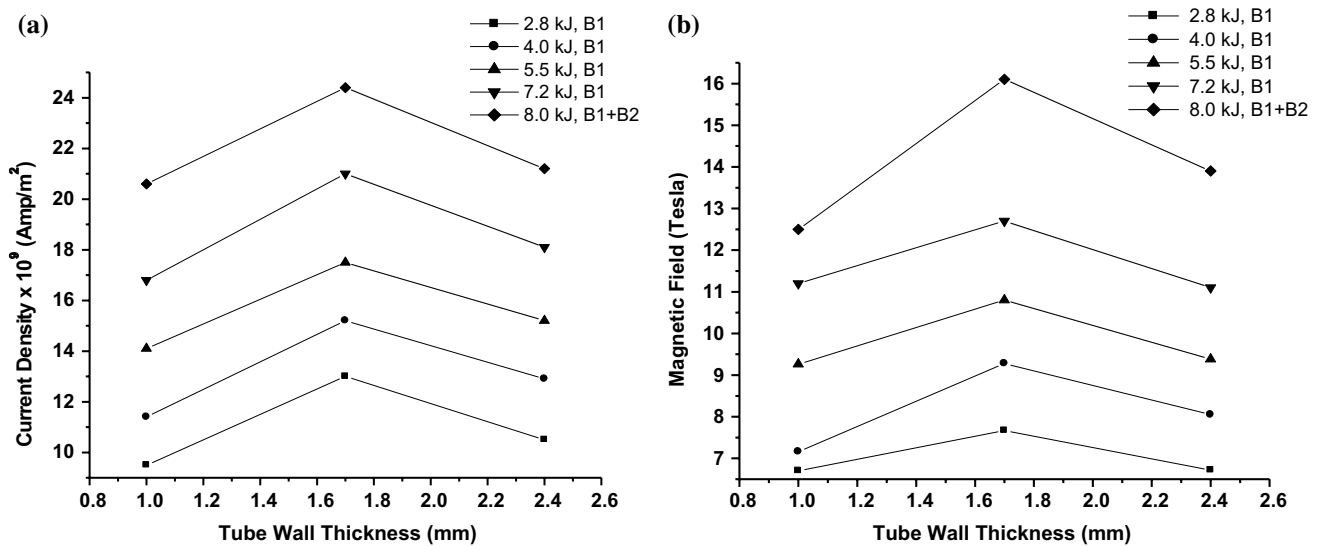 (a)
2.8 kJ, B1
4.0 kJ, B1
5.5 kJ, B1
7.2 kJ, B1
8.0 kJ, B1+B2
Current Density x 10⁹ (Amp/m²)
24
22
20
18
16
14
12
10
0.8 1.0 1.2 1.4 1.6 1.8 2.0 2.2 2.4 2.6
Tube Wall Thickness (mm)
(b)
2.8 kJ, B1
4.0 kJ, B1
5.5 kJ, B1
7.2 kJ, B1
8.0 kJ, B1+B2
Magnetic Field (Tesla)
16
15
14
13
12
11
10
9
8
7
0.8 1.0 1.2 1.4 1.6 1.8 2.0 2.2 2.4 2.6
Tube Wall Thickness (mm)